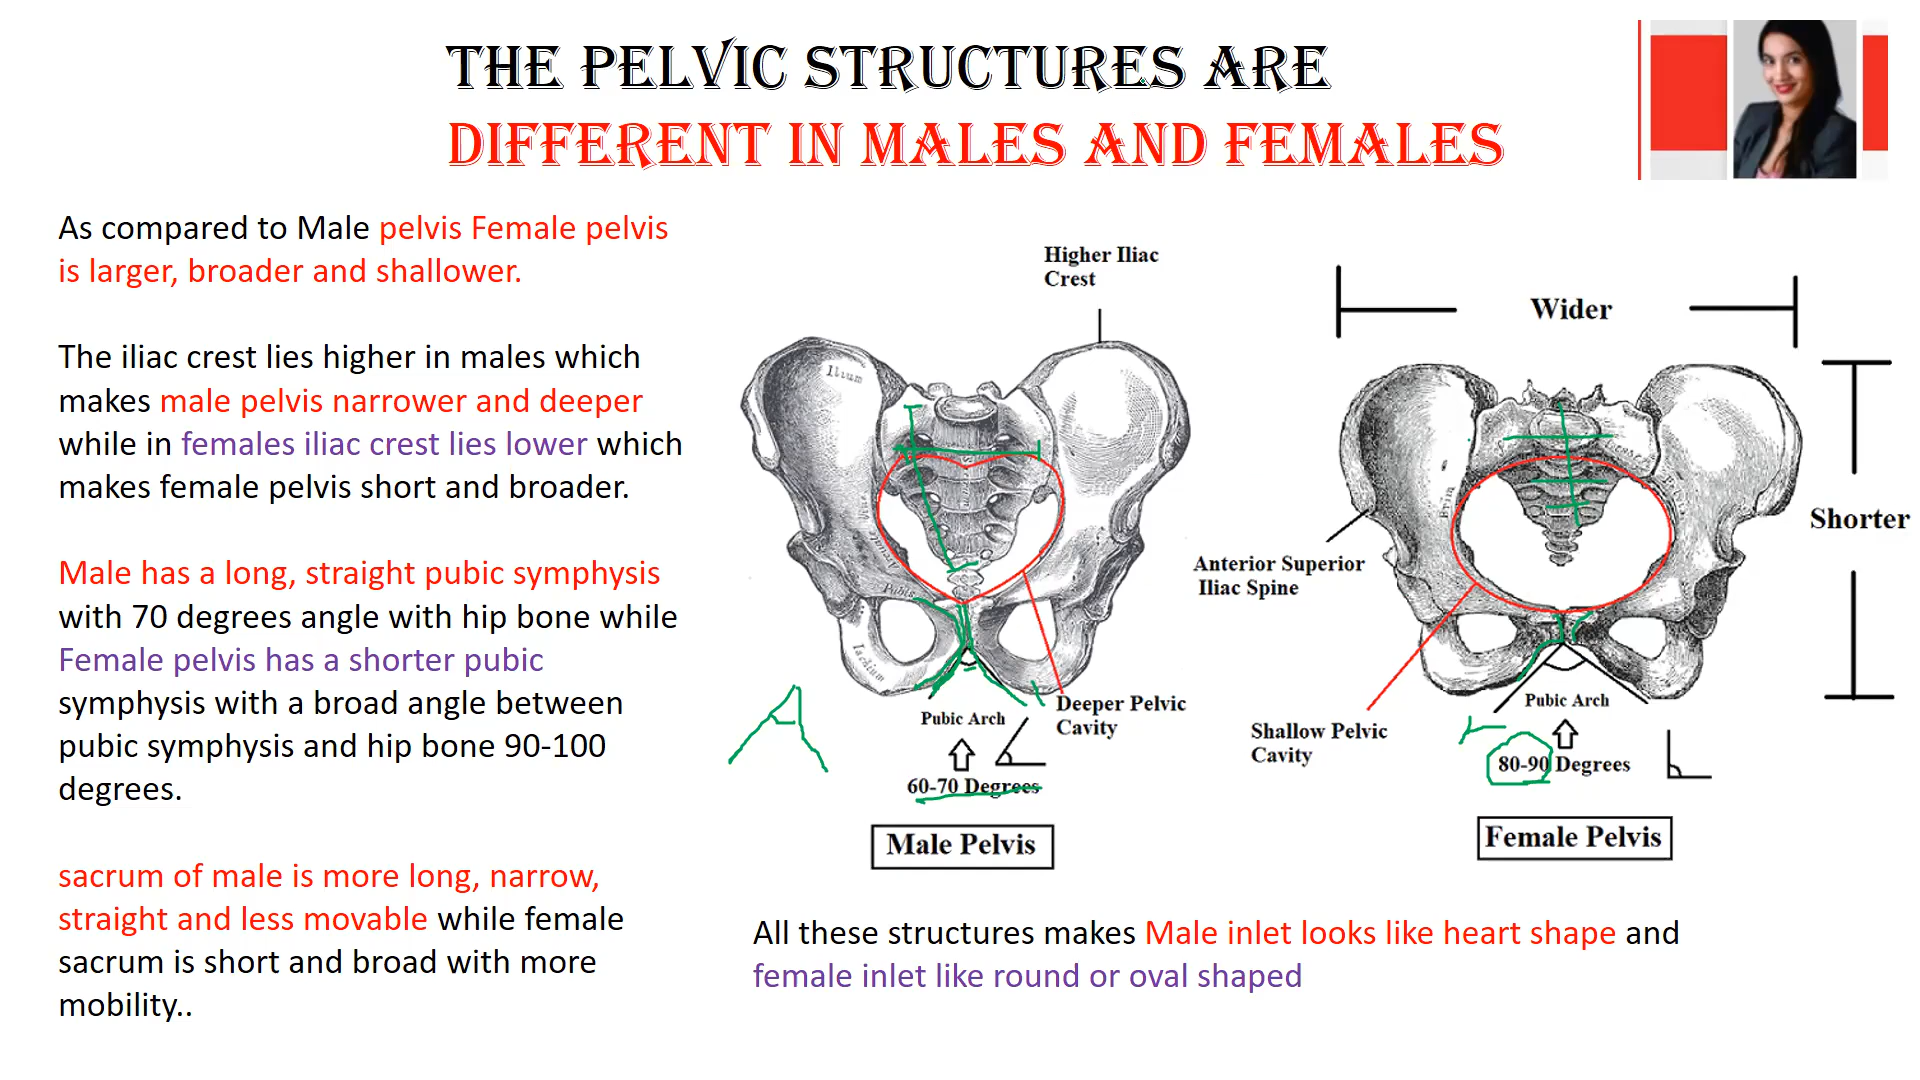 THE PELVIC STRUCTURES ARE
DIFFERENT IN MALES AND FEMALES
As compared to Male pelvis Female pelvis
is larger, broader and shallower.
The iliac crest lies higher in males which
makes male pelvis narrower and deeper
while in females iliac crest lies lower which
makes female pelvis short and broader.
Male has a long, straight pubic symphysis
with 70 degrees angle with hip bone while
Female pelvis has a shorter pubic
symphysis with a broad angle between
pubic symphysis and hip bone 90-100
degrees.
sacrum of male is more long, narrow,
straight and less movable while female
sacrum is short and broad with more
mobility..
Higher Iliac
Crest
Ilium
Pubis
Ischium
Deeper Pelvic
Cavity
Pubic Arch
60-70 Degrees
Male Pelvis
Wider
Shorter
Anterior Superior
Iliac Spine
Brim
Shallow Pelvic
Cavity
Pubic Arch
80-90 Degrees
Female Pelvis
All these structures makes Male inlet looks like heart shape and
female inlet like round or oval shaped